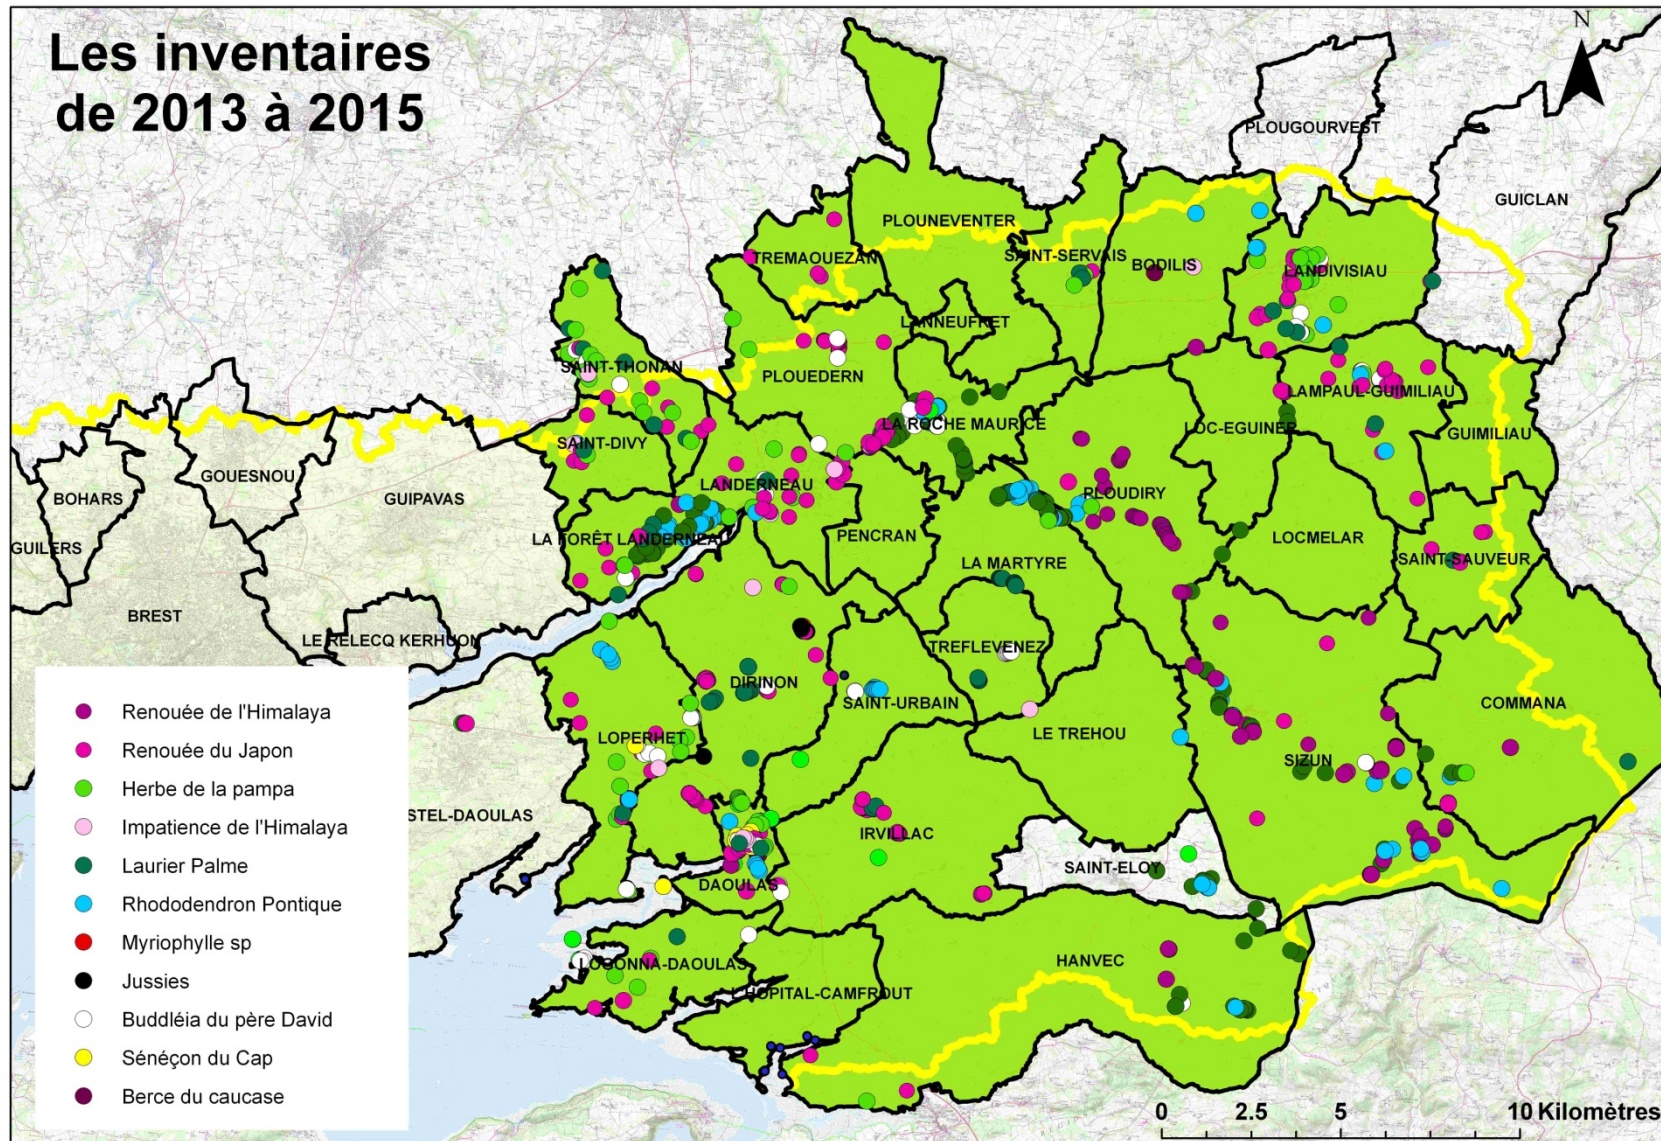 Les inventaires
de 2013 à 2015
N
PLOUGOURVEST
GUICLAN
PLOUNEVENTER
TREMAOUEZAN
SAINT-SERVAIS
BODILIS
LANDIVISIAU
LANNEUFRET
SAINT-THONAN
PLOUEDERN
LAMPAUL-GUIMILIAU
LA ROCHE MAURICE
LOC-EGUINER
GUIMILIAU
SAINT-DIVY
GOUESNOU
BOHARS
GUIPAVAS
LANDERNEAU
PLOUDIRY
GUILERS
LA FORÊT LANDERNEAU
PENCRAN
LOCMELAR
LA MARTYRE
SAINT-SAUVEUR
BREST
LE RELECQ KERHUON
TREFLEVENEZ
DIRINON
SAINT-URBAIN
COMMANA
LOPERHET
LE TREHOU
SIZUN
STEL-DAOULAS
IRVILLAC
SAINT-ELOY
DAOULAS
HANVEC
LOGONNA-DAOULAS
L'HOPITAL-CAMFROUT
Renouée de l'Himalaya
Renouée du Japon
Herbe de la pampa
Impatience de l'Himalaya
Laurier Palme
Rhododendron Pontique
Myriophylle sp
Jussies
Buddléia du père David
Sénéçon du Cap
Berce du caucase
0 2.5 5 10 Kilomètres